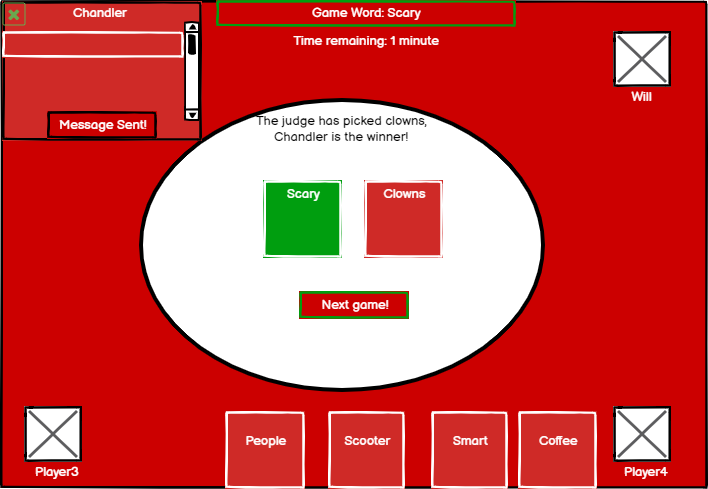 Chandler
Game Word: Scary
Time remaining: 1 minute
Message Sent!
Will
The judge has picked clowns,
Chandler is the winner!
Scary
Clowns
Next game!
People
Scooter
Smart
Coffee
Player3
Player4